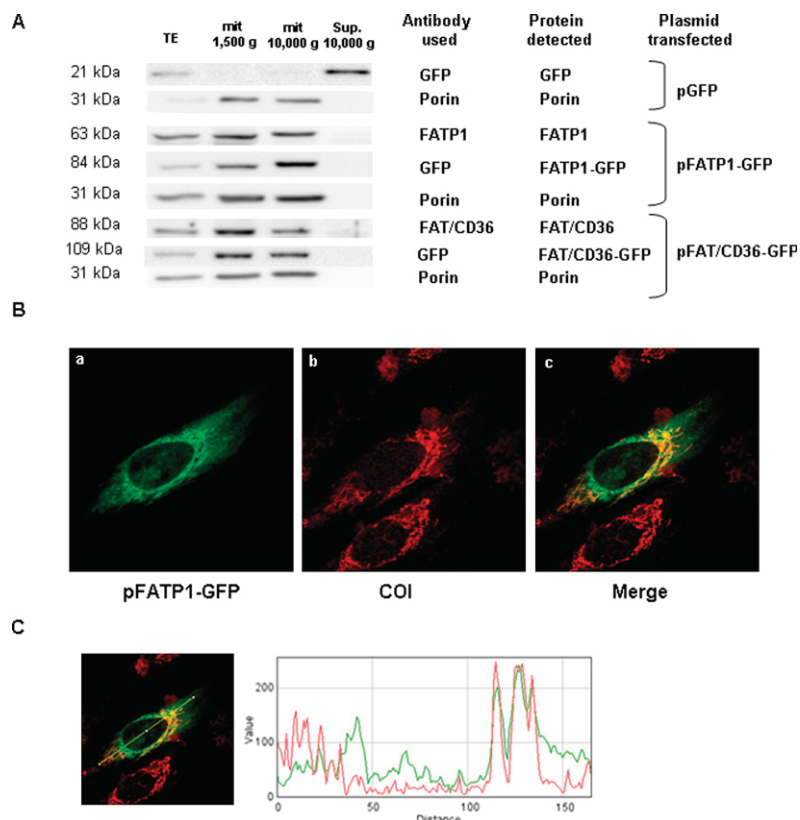 A
TE
mit 1,500 g
mit 10,000 g
Sup. 10,000 g
Antibody used
Protein detected
Plasmid transfected
21 kDa GFP GFP
31 kDa Porin Porin
pGFP
63 kDa FATP1 FATP1
84 kDa GFP FATP1-GFP
31 kDa Porin Porin
pFATP1-GFP
88 kDa FAT/CD36 FAT/CD36
109 kDa GFP FAT/CD36-GFP
31 kDa Porin Porin
pFAT/CD36-GFP
B
a b c
pFATP1-GFP COI Merge
C
200
100
0
Value
0 50 100 150
Distance